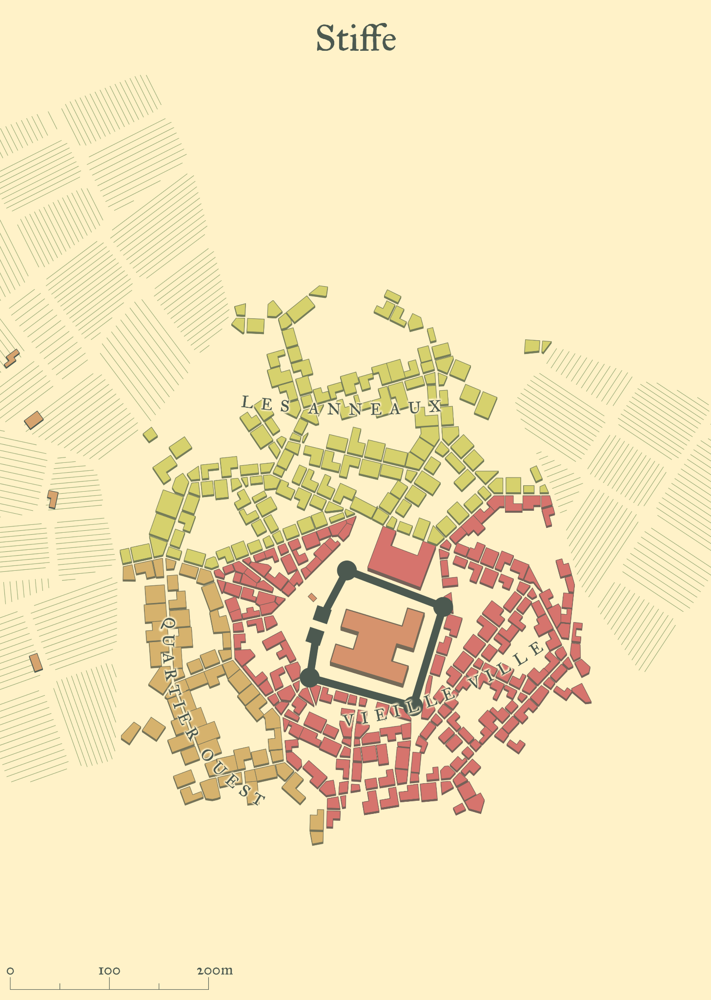 Stiffe
LES ANNEAUX
QUARTIER OUEST
VIEILLE VILLE
0 100 200m